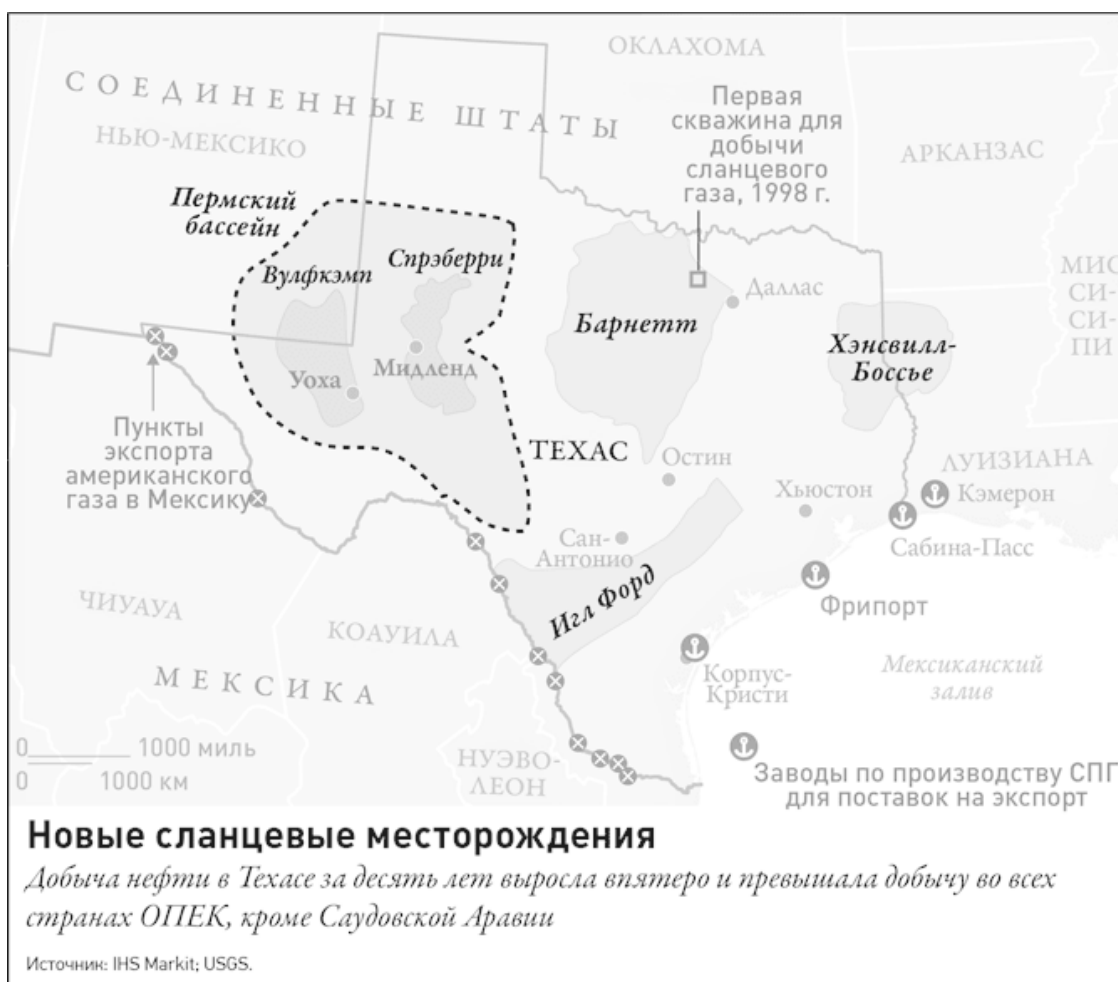 ОКЛАХОМА
СОЕДИНЕННЫЕ ШТАТЫ
НЬЮ-МЕКСИКО
Первая
скважина для
добычи
сланцевого
газа, 1998 г.
АРКАНЗАС
Пермский
бассейн
Вулфкэмп
Спрэберри
МИС
СИ-
СИ-
ПИ
Даллас
Барнетт
Хэнсвилл-
Боссье
Мидленд
Уоха
Пункты
экспорта
американского
газа в Мексику
ТЕХАС
Остин
ЛУИЗИАНА
Хьюстон
Кэмерон
Сабина-Пасс
Сан-
Антонио
Игл Форд
Фрипорт
ЧИУАУА
КОАУИЛА
МЕКСИКА
Корпус-
Кристи
Мексиканский
залив
0 1000 миль
0 1000 км
НУЭВО-
ЛЕОН
Заводы по производству СПГ
для поставок на экспорт
Новые сланцевые месторождения
Добыча нефти в Техасе за десять лет выросла впятеро и превышала добычу во всех
странах ОПЕК, кроме Саудовской Аравии
Источник: IHS Markit; USGS.